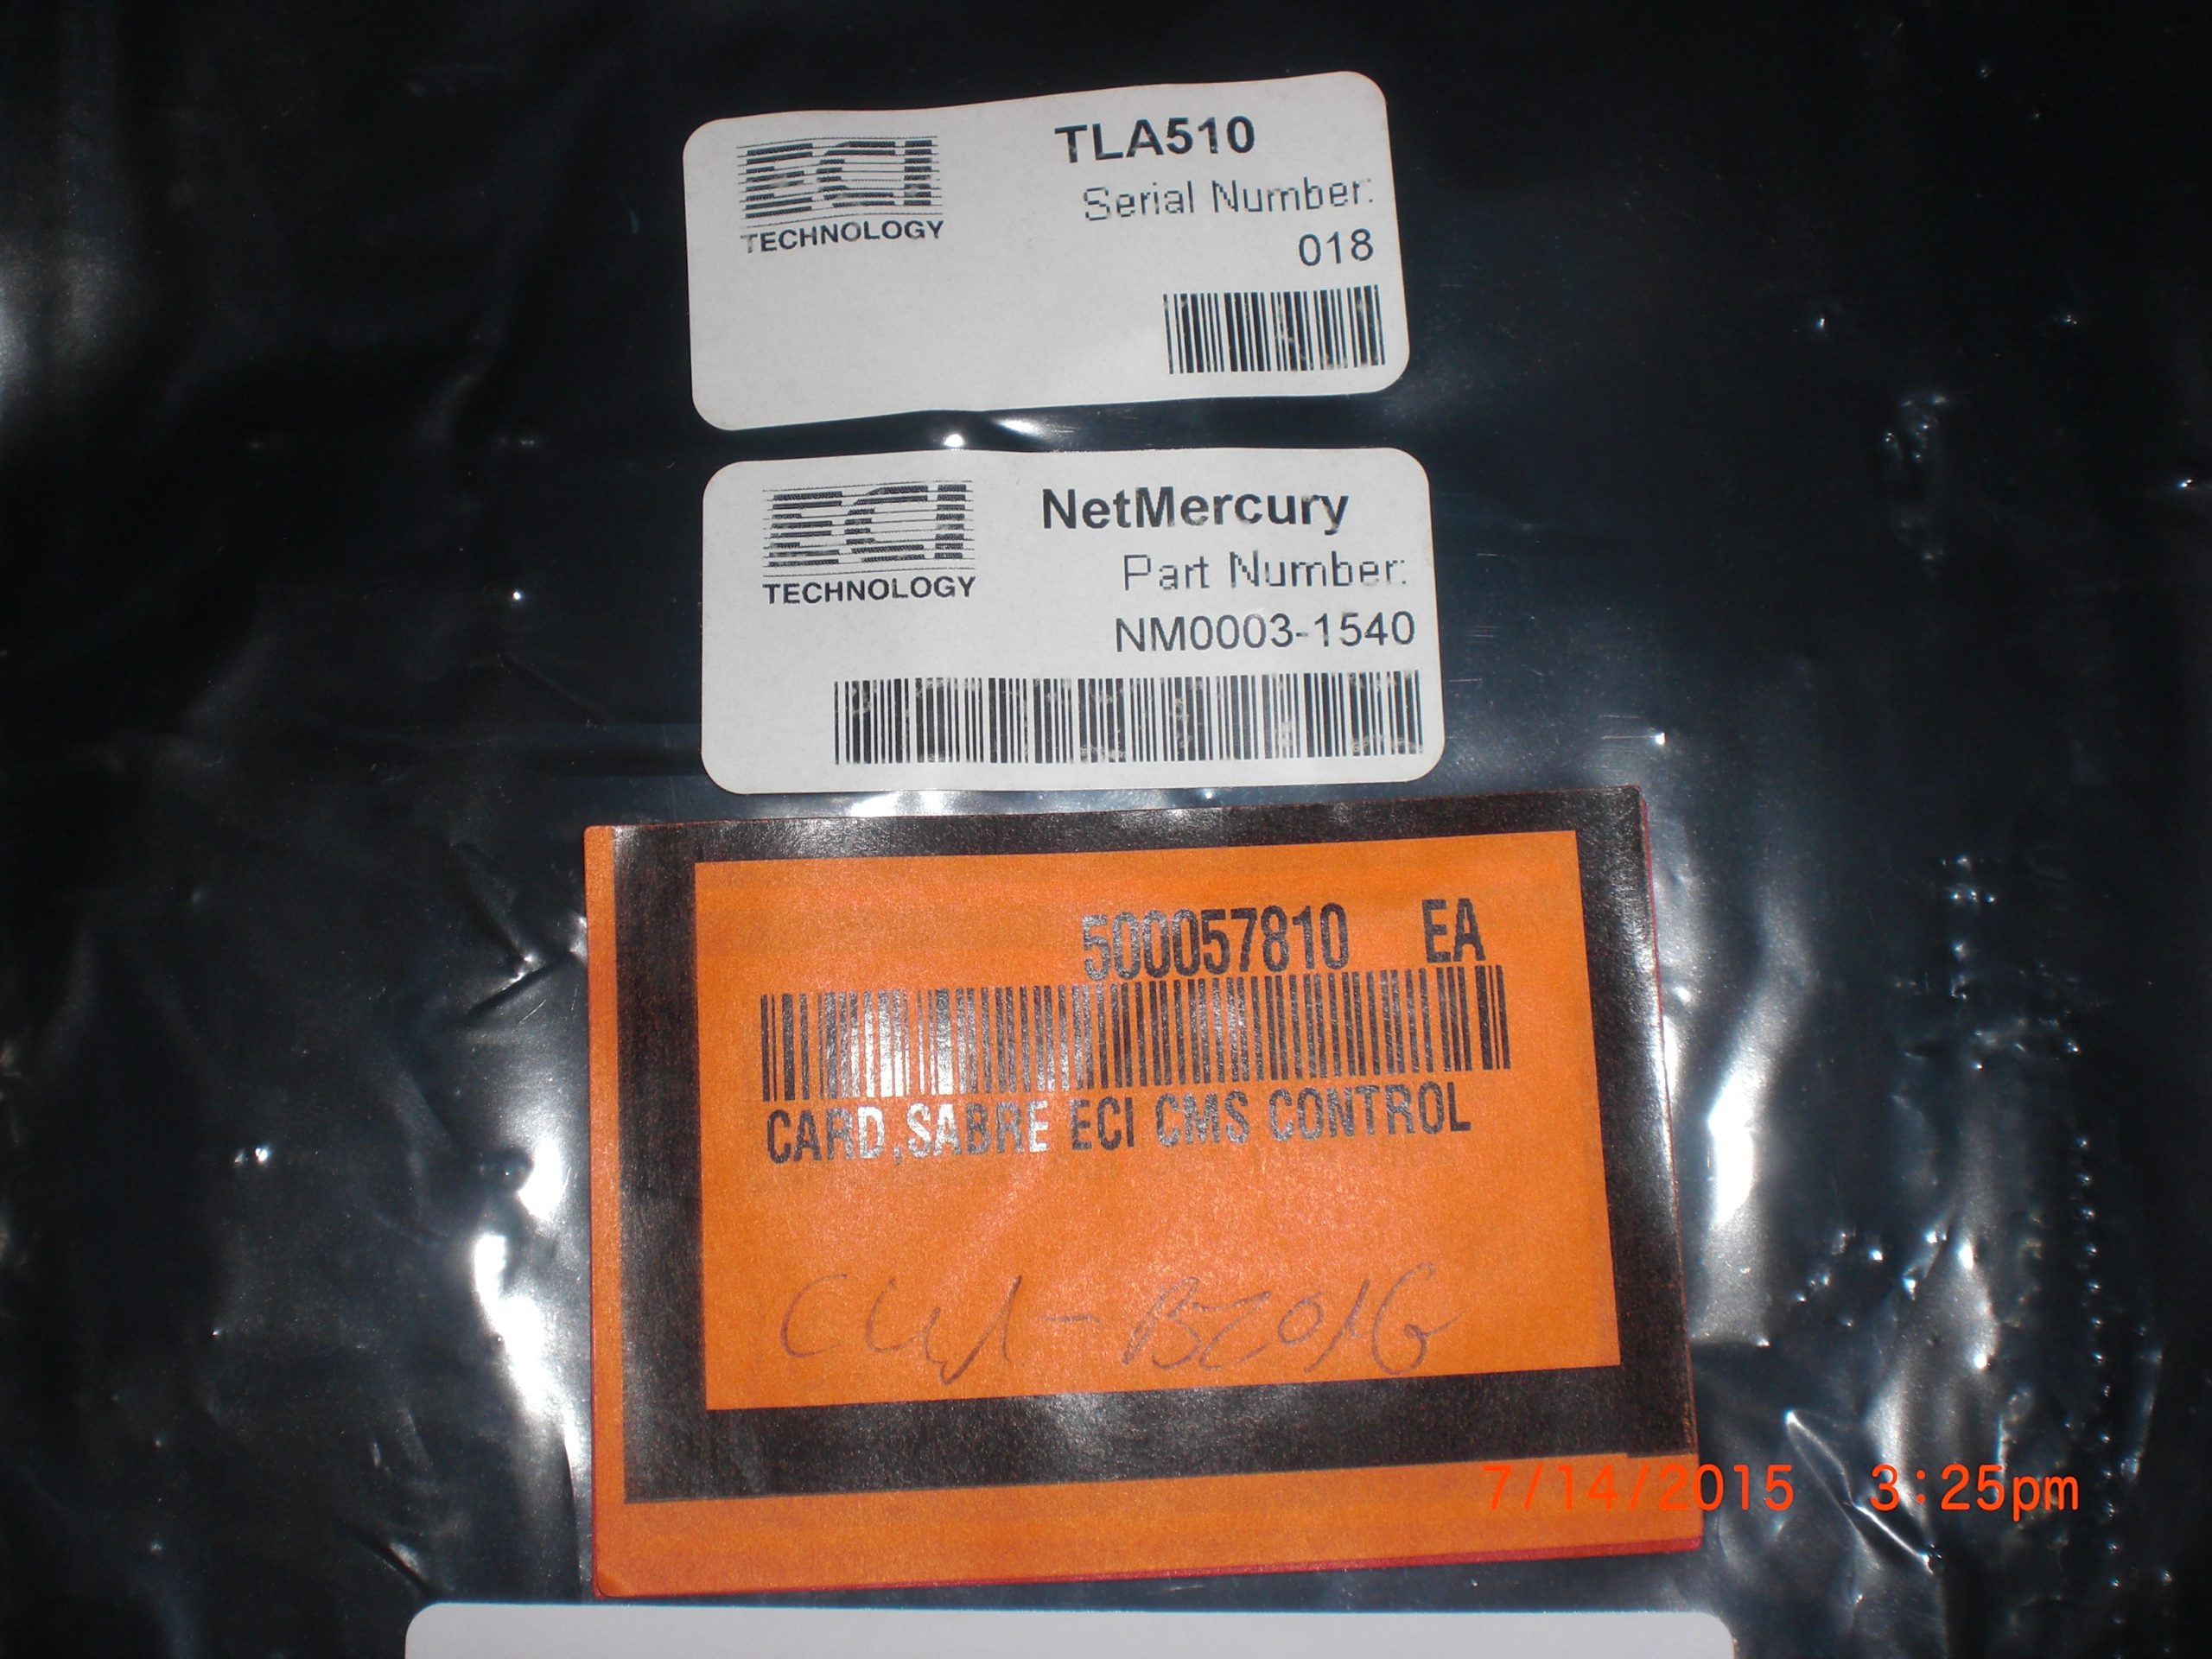 ECI
TECHNOLOGY
TLA510
Serial Number:
018
ECI
TECHNOLOGY
NetMercury
Part Number:
NM0003-1540
500057810 EA
CARD,SABRE ECI CMS CONTROL
7/14/2015 3:25pm